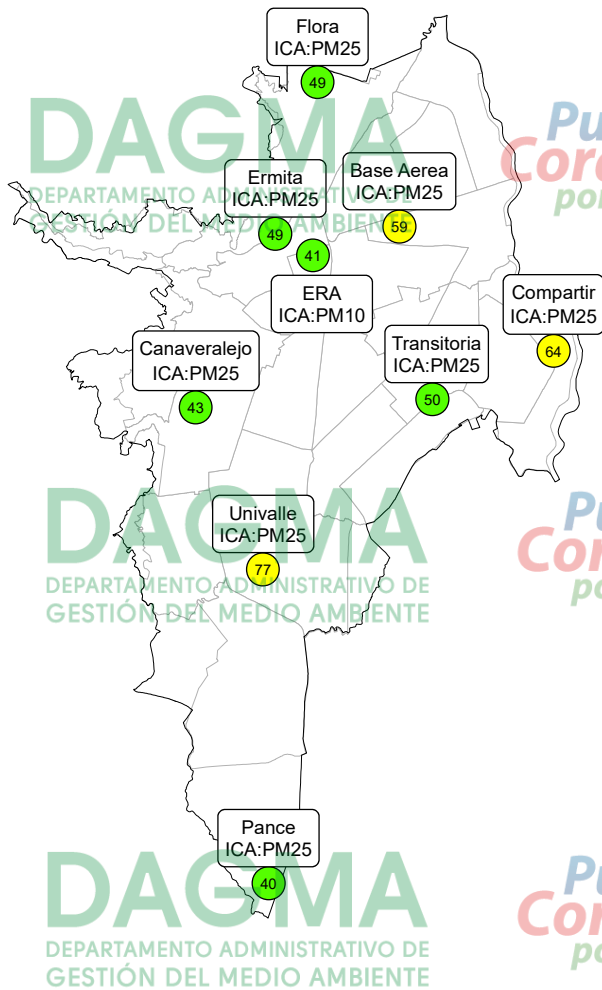 Flora
ICA:PM25
49
DAGMA
DEPARTAMENTO ADMINISTRATIVO DE
GESTIÓN DEL MEDIO AMBIENTE
Ermita
ICA:PM25
49
Base Aerea
ICA:PM25
59
41
ERA
ICA:PM10
Compartir
ICA:PM25
64
Canaveralejo
ICA:PM25
43
Transitoria
ICA:PM25
50
DAGMA
DEPARTAMENTO ADMINISTRATIVO DE
GESTIÓN DEL MEDIO AMBIENTE
Univalle
ICA:PM25
77
Pance
ICA:PM25
40
DAGMA
DEPARTAMENTO ADMINISTRATIVO DE
GESTIÓN DEL MEDIO AMBIENTE